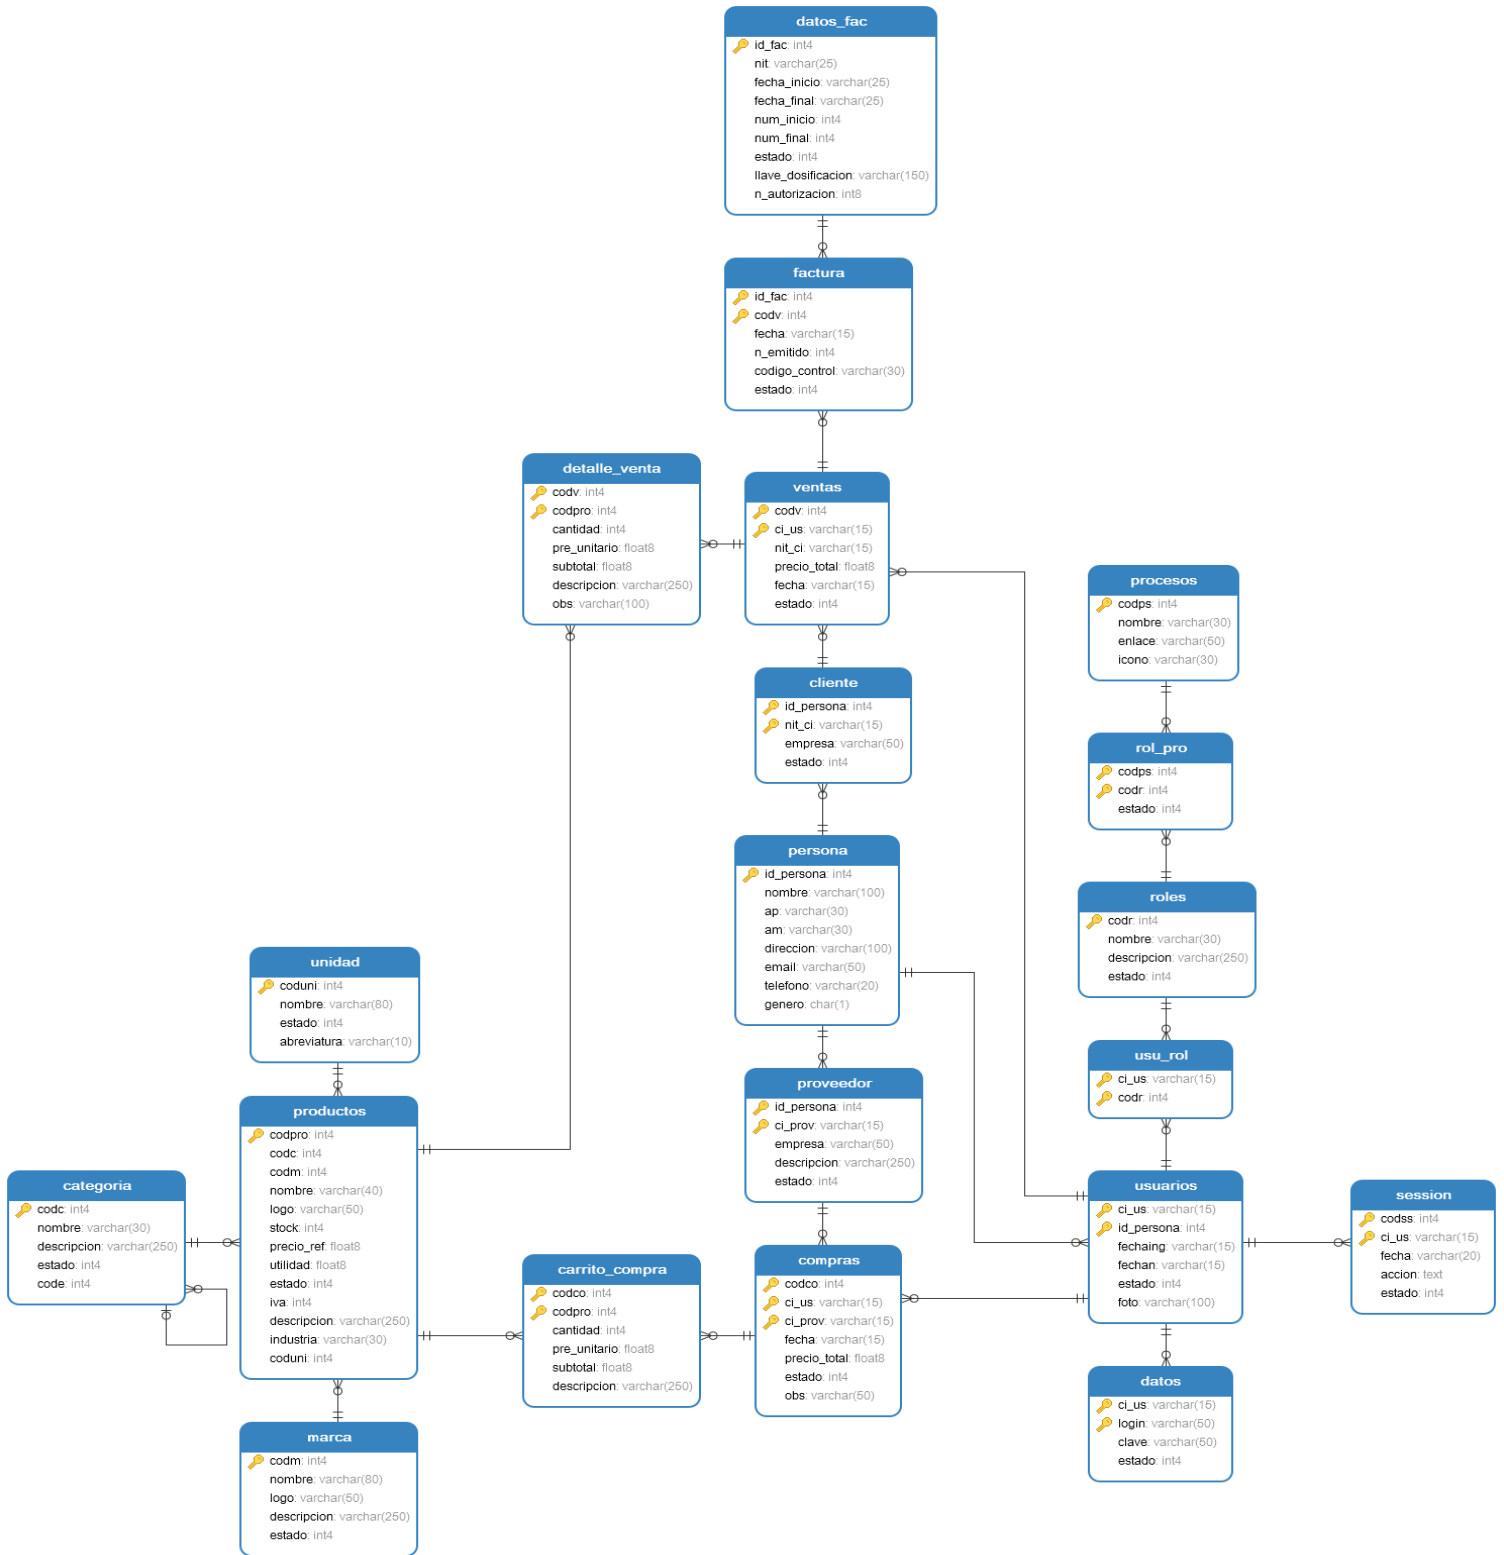 datos_fac
id_fac: int4
nit: varchar(25)
fecha_inicio: varchar(25)
fecha_final: varchar(25)
num_inicio: int4
num_final: int4
estado: int4
llave_dosificacion: varchar(150)
n_autorizacion: int8
factura
id_fac: int4
codv: int4
fecha: varchar(15)
n_emitido: int4
codigo_control: varchar(30)
estado: int4
detalle_venta
codv: int4
codpro: int4
cantidad: int4
pre_unitario: float8
subtotal: float8
descripcion: varchar(250)
obs: varchar(100)
ventas
codv: int4
ci_us: varchar(15)
nit_ci: varchar(15)
precio_total: float8
fecha: varchar(15)
estado: int4
procesos
codps: int4
nombre: varchar(30)
enlace: varchar(50)
icono: varchar(30)
cliente
id_persona: int4
nit_ci: varchar(15)
empresa: varchar(50)
estado: int4
rol_pro
codps: int4
codr: int4
estado: int4
persona
id_persona: int4
nombre: varchar(100)
ap: varchar(30)
am: varchar(30)
direccion: varchar(100)
email: varchar(50)
telefono: varchar(20)
genero: char(1)
roles
codr: int4
nombre: varchar(30)
descripcion: varchar(250)
estado: int4
unidad
coduni: int4
nombre: varchar(80)
estado: int4
abreviatura: varchar(10)
usu_rol
ci_us: varchar(15)
codr: int4
proveedor
id_persona: int4
ci_prov: varchar(15)
empresa: varchar(50)
descripcion: varchar(250)
estado: int4
productos
codpro: int4
codc: int4
codm: int4
nombre: varchar(40)
logo: varchar(50)
stock: int4
precio_ref: float8
utilidad: float8
estado: int4
iva: int4
descripcion: varchar(250)
industria: varchar(30)
coduni: int4
categoria
codc: int4
nombre: varchar(30)
descripcion: varchar(250)
estado: int4
code: int4
usuarios
ci_us: varchar(15)
id_persona: int4
fechaing: varchar(15)
fechan: varchar(15)
estado: int4
foto: varchar(100)
session
codss: int4
ci_us: varchar(15)
fecha: varchar(20)
accion: text
estado: int4
carrito_compra
codco: int4
codpro: int4
cantidad: int4
pre_unitario: float8
subtotal: float8
descripcion: varchar(250)
compras
codco: int4
ci_us: varchar(15)
ci_prov: varchar(15)
fecha: varchar(15)
precio_total: float8
estado: int4
obs: varchar(50)
datos
ci_us: varchar(15)
login: varchar(50)
clave: varchar(50)
estado: int4
marca
codm: int4
nombre: varchar(80)
logo: varchar(50)
descripcion: varchar(250)
estado: int4